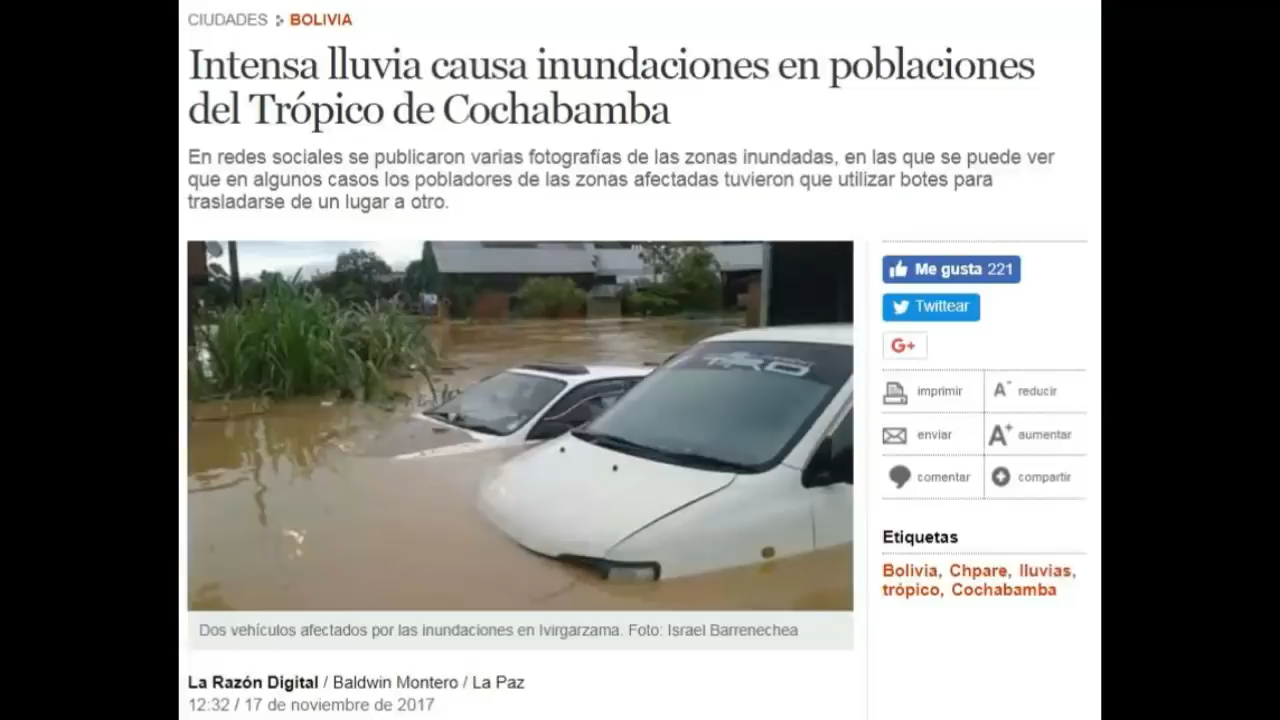 CIUDADES BOLIVIA
Intensa lluvia causa inundaciones en poblaciones
del Trópico de Cochabamba
En redes sociales se publicaron varias fotografías de las zonas inundadas, en las que se puede ver
que en algunos casos los pobladores de las zonas afectadas tuvieron que utilizar botes para
trasladarse de un lugar a otro.
TRD
Dos vehículos afectados por las inundaciones en Ivirgarzama. Foto: Israel Barrenechea
La Razón Digital / Baldwin Montero / La Paz
12:32 / 17 de noviembre de 2017
Me gusta 221
Twittear
G+
imprimir
A- reducir
enviar
A+ aumentar
comentar
compartir
Etiquetas
Bolivia, Chpare, lluvias,
trópico, Cochabamba